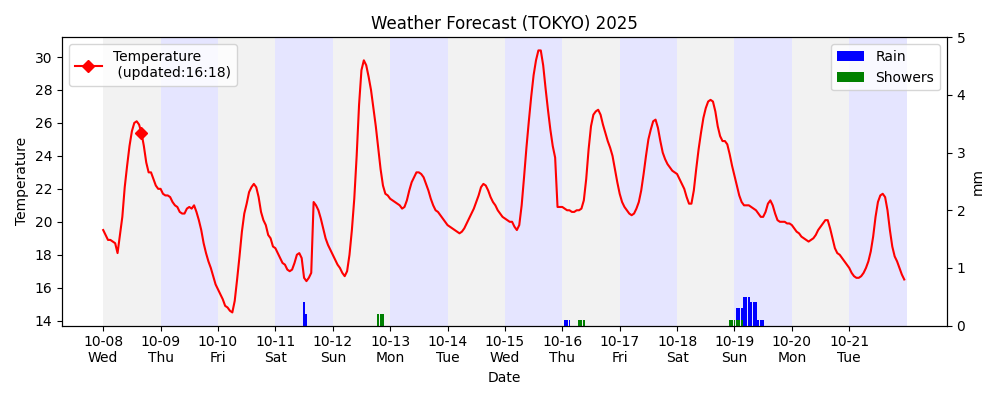 Weather Forecast (TOKYO) 2025
Temperature
(updated:16:18)
Rain
Showers
30
28
26
24
22
20
18
16
14
Temperature
5
4
3
2
1
0
mm
10-08 10-09 10-10 10-11 10-12 10-13 10-14 10-15 10-16 10-17 10-18 10-19 10-20 10-21
Wed Thu Fri Sat Sun Mon Tue Wed Thu Fri Sat Sun Mon Tue
Date